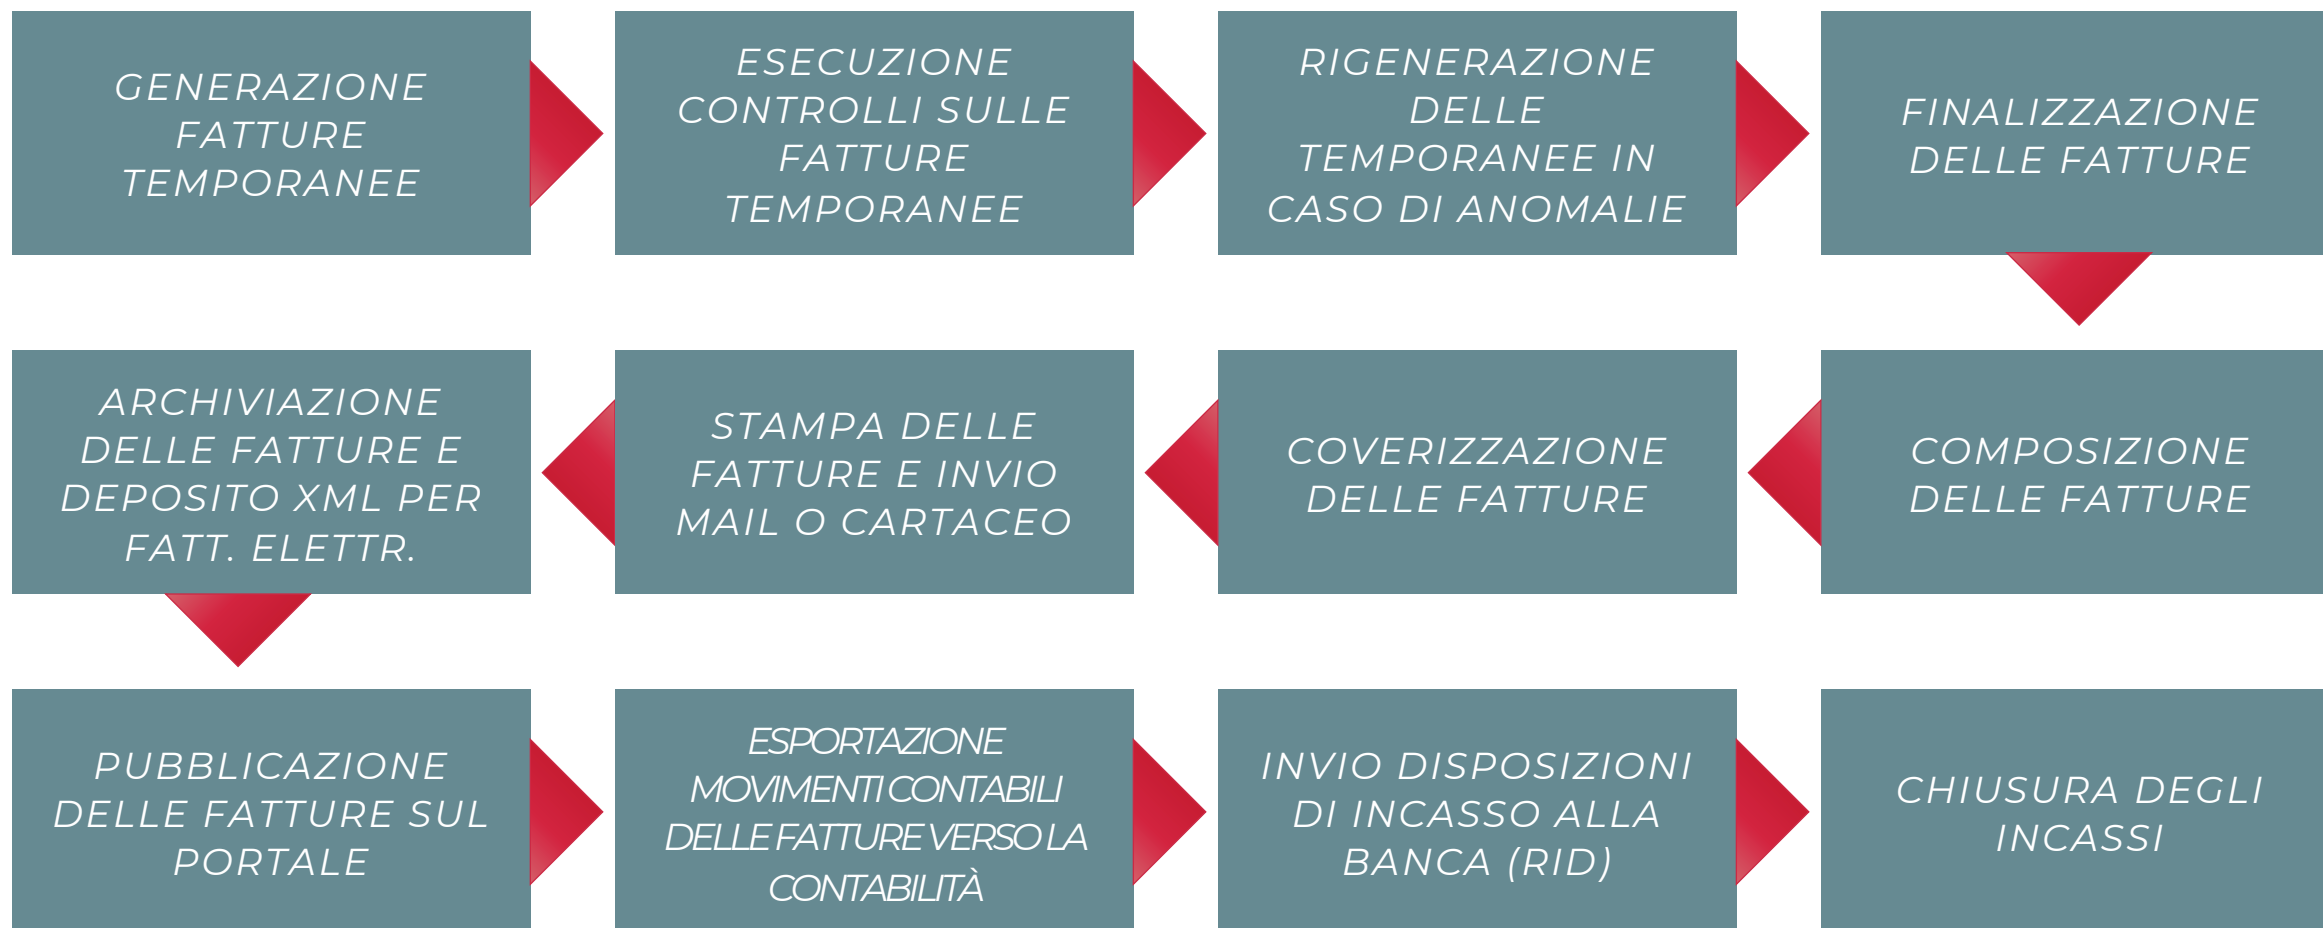 GENERAZIONE
FATTURE
TEMPORANEE
ESECUZIONE
CONTROLLI SULLE
FATTURE
TEMPORANEE
RIGENERAZIONE
DELLE
TEMPORANEE IN
CASO DI ANOMALIE
FINALIZZAZIONE
DELLE FATTURE
COMPOSIZIONE
DELLE FATTURE
COVERIZZAZIONE
DELLE FATTURE
STAMPA DELLE
FATTURE E INVIO
MAIL O CARTACEO
ARCHIVIAZIONE
DELLE FATTURE E
DEPOSITO XML PER
FATT. ELETTR.
PUBBLICAZIONE
DELLE FATTURE SUL
PORTALE
ESPORTAZIONE
MOVIMENTI CONTABILI
DELLE FATTURE VERSO LA
CONTABILITÀ
INVIO DISPOSIZIONI
DI INCASSO ALLA
BANCA (RID)
CHIUSURA DEGLI
INCASSI